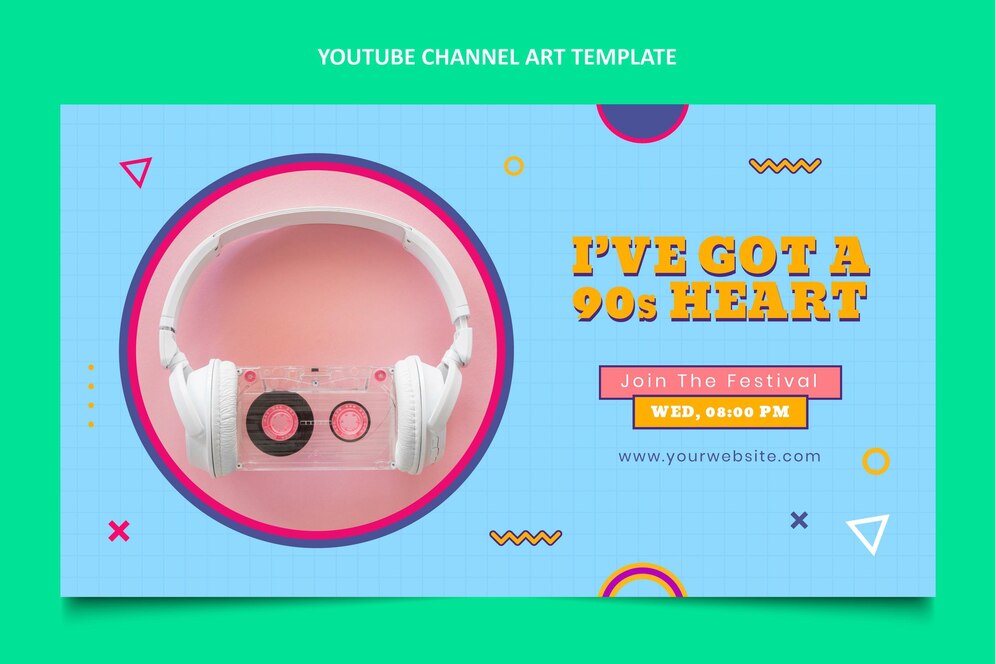 YOUTUBE CHANNEL ART TEMPLATE
I’VE GOT A
90s HEART
Join The Festival
WED, 08:00 PM
www.yourwebsite.com